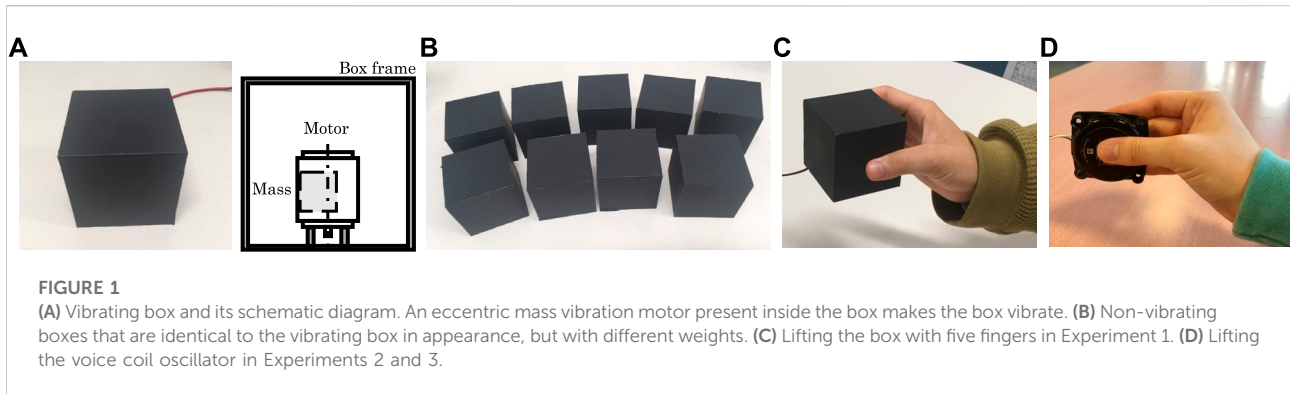 A
B
C
D
Box frame
Motor
Mass
FIGURE 1
(A) Vibrating box and its schematic diagram. An eccentric mass vibration motor present inside the box makes the box vibrate. (B) Non-vibrating
boxes that are identical to the vibrating box in appearance, but with different weights. (C) Lifting the box with five fingers in Experiment 1. (D) Lifting
the voice coil oscillator in Experiments 2 and 3.